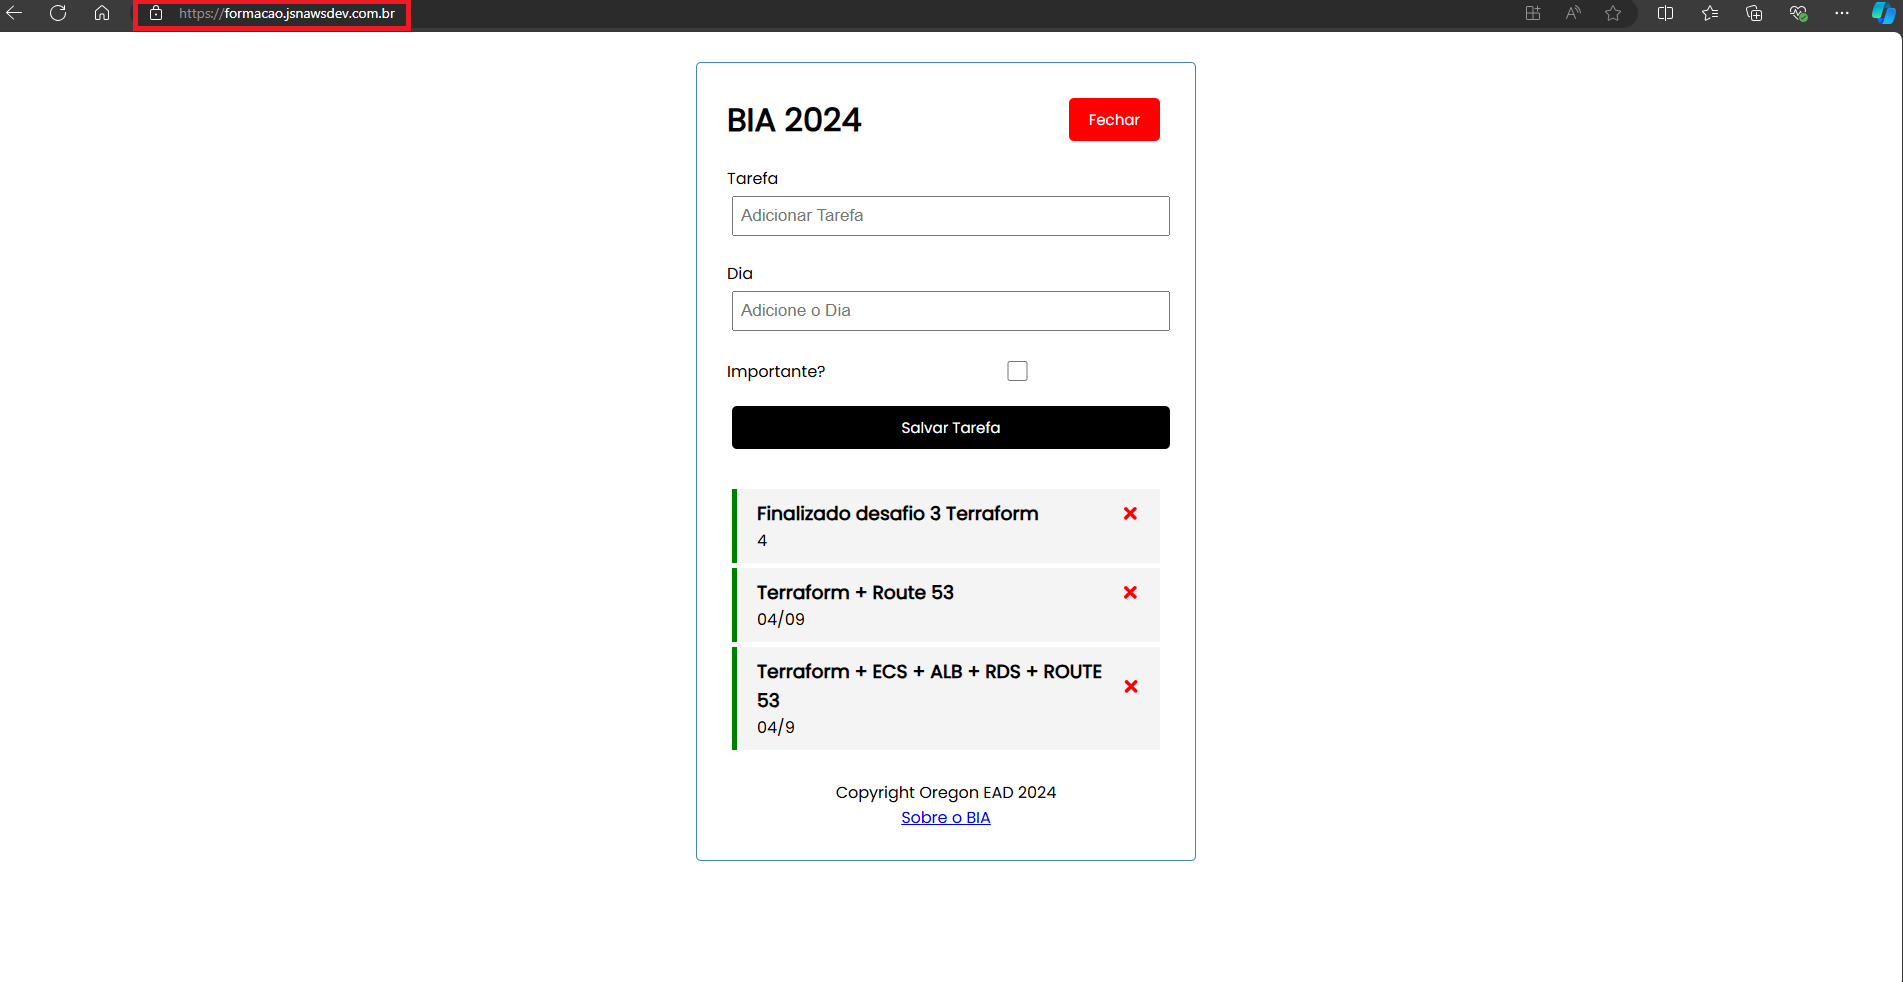 https://formacao.jsnawsdev.com.br
BIA 2024
Fechar
Tarefa
Adicionar Tarefa
Dia
Adicione o Dia
Importante?
Salvar Tarefa
Finalizado desafio 3 Terraform
4
Terraform + Route 53
04/09
Terraform + ECS + ALB + RDS + ROUTE
53
04/9
Copyright Oregon EAD 2024
Sobre o BIA